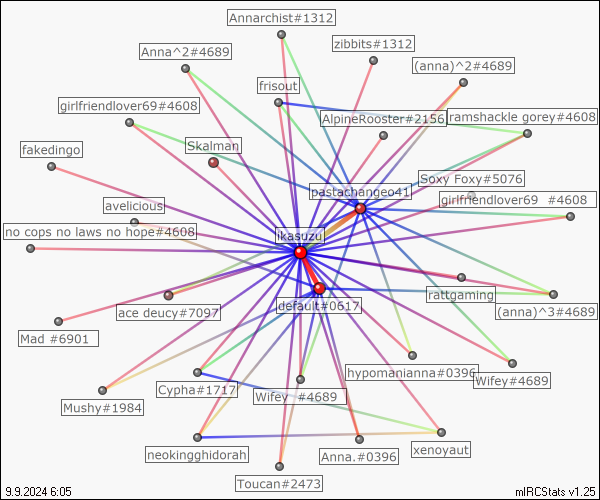 Annarchist#1312
zibbits#1312
Anna^2#4689
(anna)^2#4689
frisout
girlfriendlover69#4608
AlpineRooster#2156
ramshackle gorey#4608
fakedingo
Skalman
Soxy Foxy#5076
pastachangeo41
girlfriendlover69 #4608
avelicious
no cops no laws no hope#4608
ikasuzu
rattgaming
default#0617
(anna)^3#4689
ace deucy#7097
Mad #6901
hypomanianna#0396
Wifey#4689
Cypha#1717
Wifey #4689
Mushy#1984
neokingghidorah
Anna.#0396
xenoyaut
Toucan#2473
9.9.2024 6:05
mIRCStats v1.25